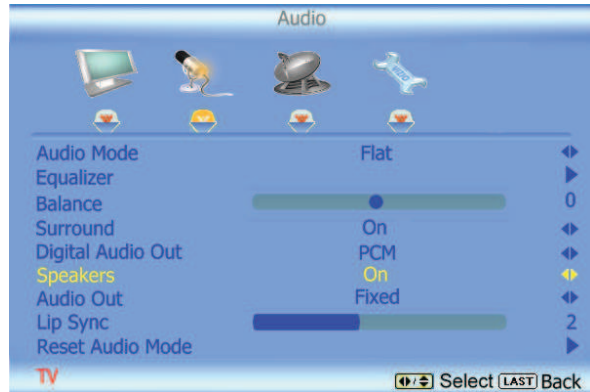 Audio
Audio Mode Flat
Equalizer
Balance 0
Surround On
Digital Audio Out PCM
Speakers On
Audio Out Fixed
Lip Sync 2
Reset Audio Mode
TV Select LAST Back